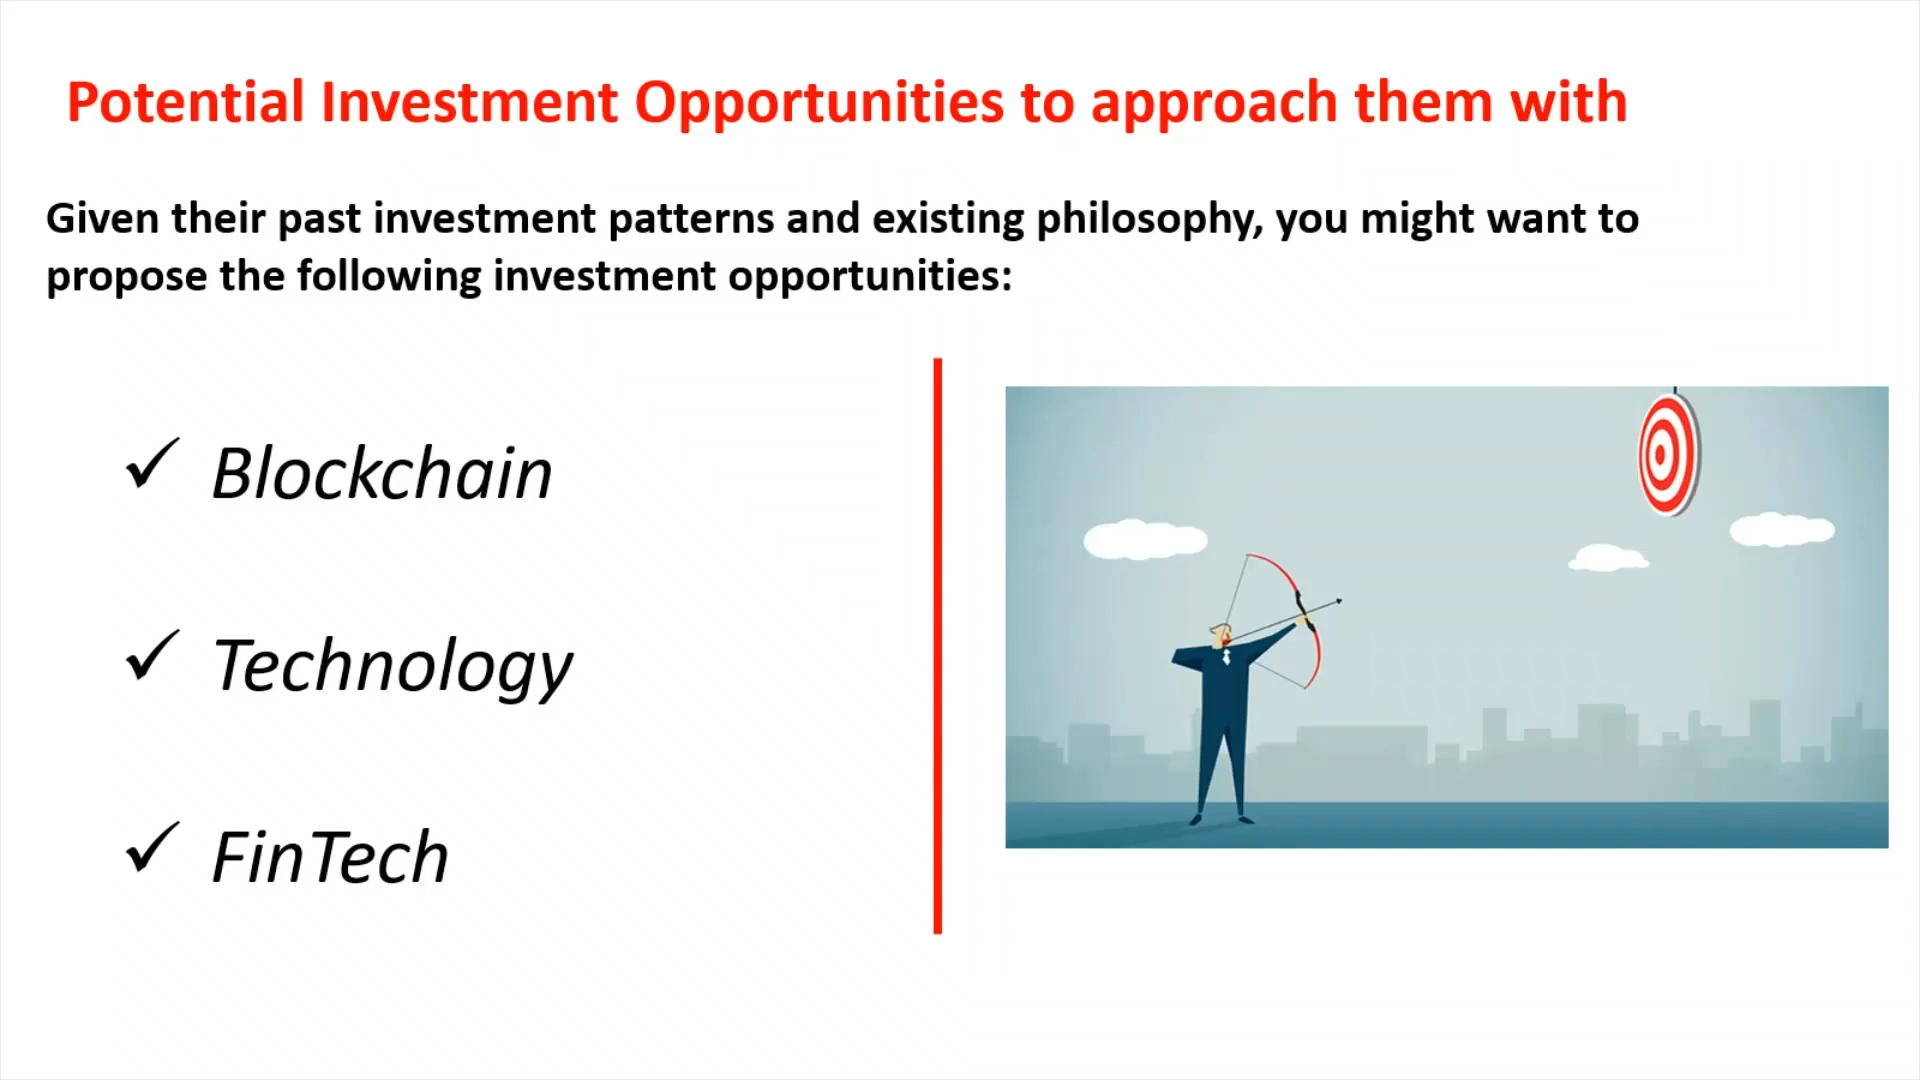 Potential Investment Opportunities to approach them with
Given their past investment patterns and existing philosophy, you might want to
propose the following investment opportunities:
✓ Blockchain
✓ Technology
✓ FinTech